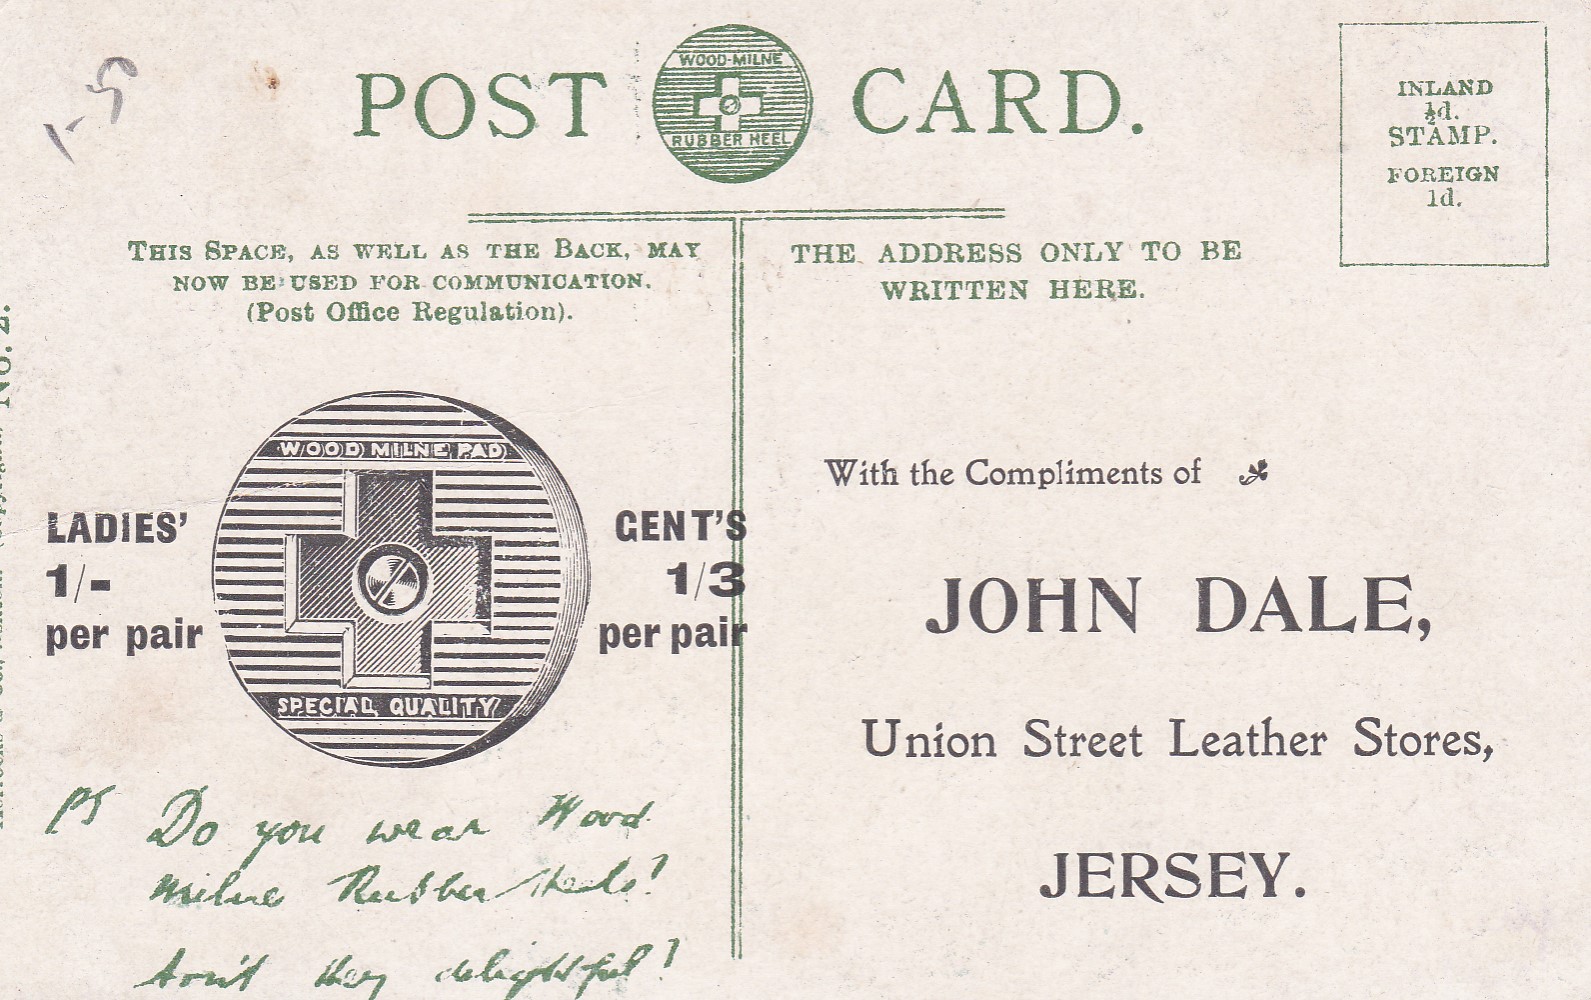 POST CARD.
WOOD-MILNE
RUBBER HEEL
INLAND
½d.
STAMP.
FOREIGN
1d.
THIS SPACE, AS WELL AS THE BACK, MAY
NOW BE USED FOR COMMUNICATION.
(Post Office Regulation).
THE ADDRESS ONLY TO BE
WRITTEN HERE.
No. 2.
WOOD MILNE PAD
SPECIAL QUALITY
LADIES'
1/-
per pair
GENT'S
1/3
per pair
PS Do you wear Wood
Milne Rubber Heels!
Aren't they delightful!
With the Compliments of
JOHN DALE,
Union Street Leather Stores,
JERSEY.